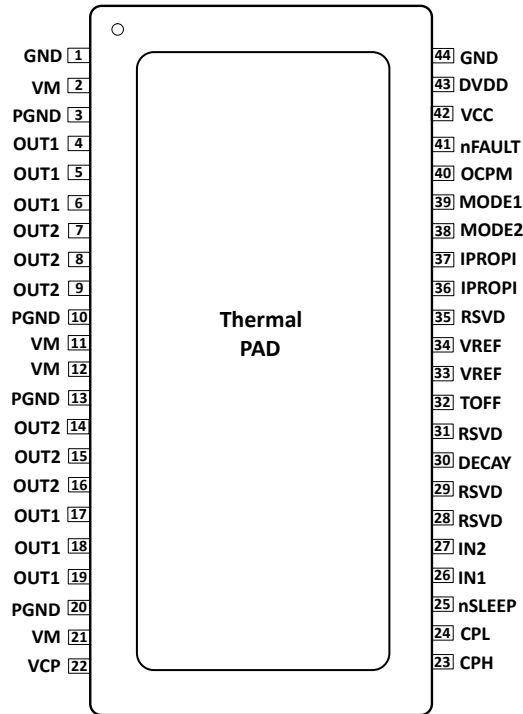 GND 1
VM 2
PGND 3
OUT1 4
OUT1 5
OUT1 6
OUT2 7
OUT2 8
OUT2 9
PGND 10
VM 11
VM 12
PGND 13
OUT2 14
OUT2 15
OUT2 16
OUT1 17
OUT1 18
OUT1 19
PGND 20
VM 21
VCP 22
Thermal
PAD
44 GND
43 DVDD
42 VCC
41 nFAULT
40 OCPM
39 MODE1
38 MODE2
37 IPROPI
36 IPROPI
35 RSVD
34 VREF
33 VREF
32 TOFF
31 RSVD
30 DECAY
29 RSVD
28 RSVD
27 IN2
26 IN1
25 nSLEEP
24 CPL
23 CPH